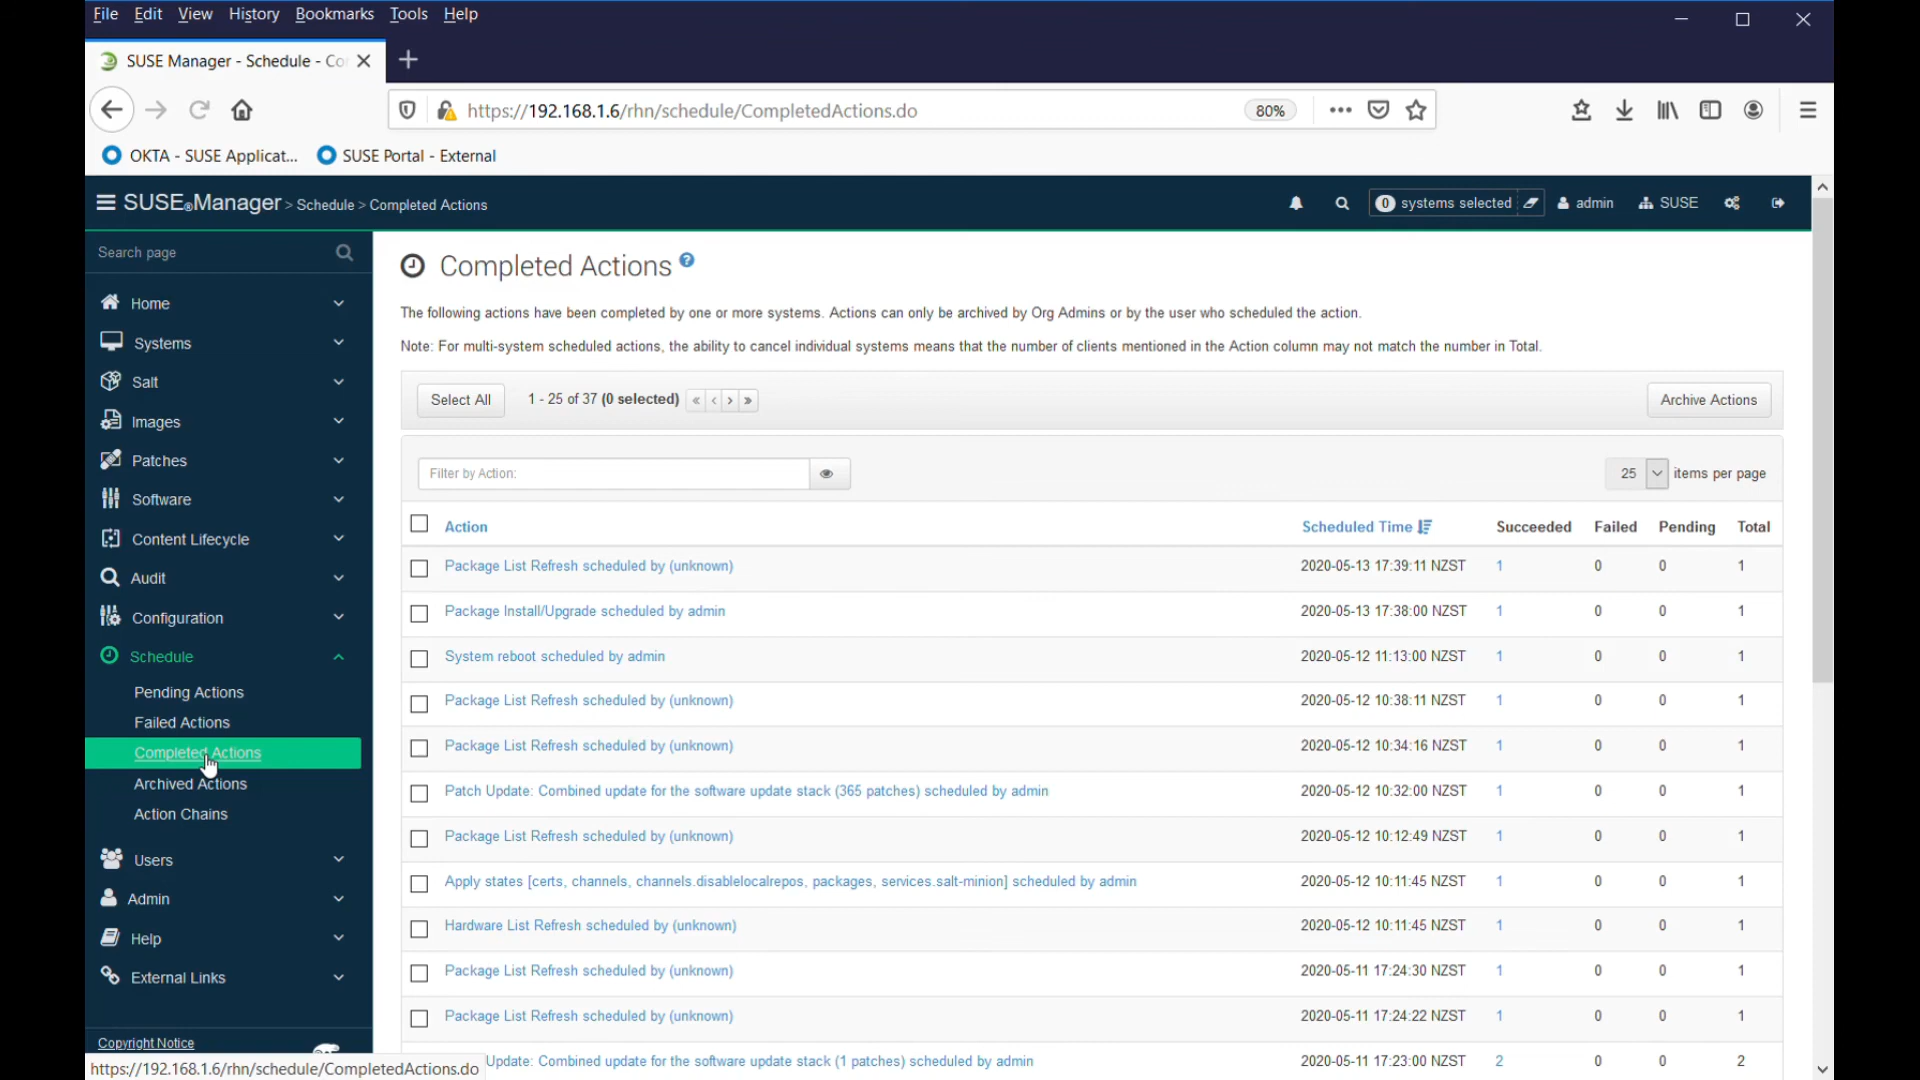 File Edit View History Bookmarks Tools Help
SUSE Manager - Schedule - Co
https://192.168.1.6/rhn/schedule/CompletedActions.do 80%
OKTA - SUSE Applicat... SUSE Portal - External
SUSE®Manager > Schedule > Completed Actions 0 systems selected admin SUSE
Search page
Home
Systems
Salt
Images
Patches
Software
Content Lifecycle
Audit
Configuration
Schedule
Pending Actions
Failed Actions
Completed Actions
Archived Actions
Action Chains
Users
Admin
Help
External Links
Copyright Notice
https://192.168.1.6/rhn/schedule/CompletedActions.do
Completed Actions ?
The following actions have been completed by one or more systems. Actions can only be archived by Org Admins or by the user who scheduled the action.
Note: For multi-system scheduled actions, the ability to cancel individual systems means that the number of clients mentioned in the Action column may not match the number in Total.
Select All 1 - 25 of 37 (0 selected) « ‹ › » Archive Actions
Filter by Action: 25 items per page
Action Scheduled Time Succeeded Failed Pending Total
Package List Refresh scheduled by (unknown) 2020-05-13 17:39:11 NZST 1 0 0 1
Package Install/Upgrade scheduled by admin 2020-05-13 17:38:00 NZST 1 0 0 1
System reboot scheduled by admin 2020-05-12 11:13:00 NZST 1 0 0 1
Package List Refresh scheduled by (unknown) 2020-05-12 10:38:11 NZST 1 0 0 1
Package List Refresh scheduled by (unknown) 2020-05-12 10:34:16 NZST 1 0 0 1
Patch Update: Combined update for the software update stack (365 patches) scheduled by admin 2020-05-12 10:32:00 NZST 1 0 0 1
Package List Refresh scheduled by (unknown) 2020-05-12 10:12:49 NZST 1 0 0 1
Apply states [certs, channels, channels.disablelocalrepos, packages, services.salt-minion] scheduled by admin 2020-05-12 10:11:45 NZST 1 0 0 1
Hardware List Refresh scheduled by (unknown) 2020-05-12 10:11:45 NZST 1 0 0 1
Package List Refresh scheduled by (unknown) 2020-05-11 17:24:30 NZST 1 0 0 1
Package List Refresh scheduled by (unknown) 2020-05-11 17:24:22 NZST 1 0 0 1
Update: Combined update for the software update stack (1 patches) scheduled by admin 2020-05-11 17:23:00 NZST 2 0 0 2